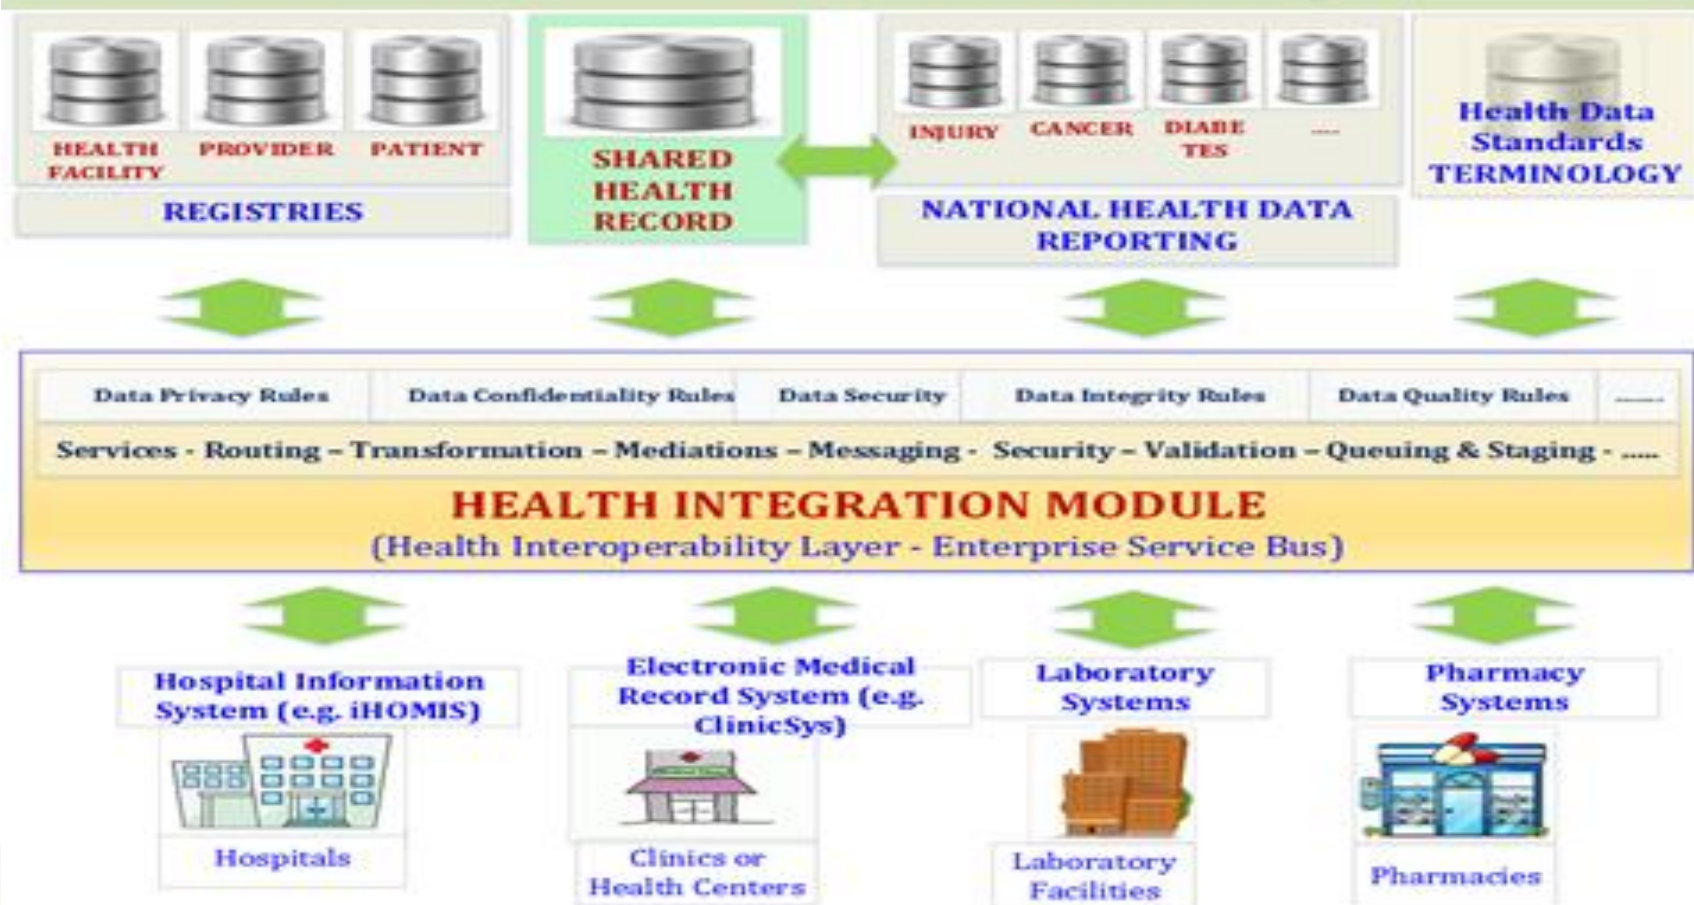 HEALTH
FACILITY
PROVIDER
PATIENT
REGISTRIES
SHARED
HEALTH
RECORD
INJURY
CANCER
DIABE
TES
....
NATIONAL HEALTH DATA
REPORTING
Health Data
Standards
TERMINOLOGY
Data Privacy Rules
Data Confidentiality Rules
Data Security
Data Integrity Rules
Data Quality Rules
.......
Services - Routing – Transformation – Mediations – Messaging - Security – Validation – Queuing & Staging - .....
HEALTH INTEGRATION MODULE
(Health Interoperability Layer - Enterprise Service Bus)
Hospital Information
System (e.g. iHOMIS)
Electronic Medical
Record System (e.g.
ClinicSys)
Laboratory
Systems
Pharmacy
Systems
Hospitals
Clinics or
Health Centers
Laboratory
Facilities
Pharmacies